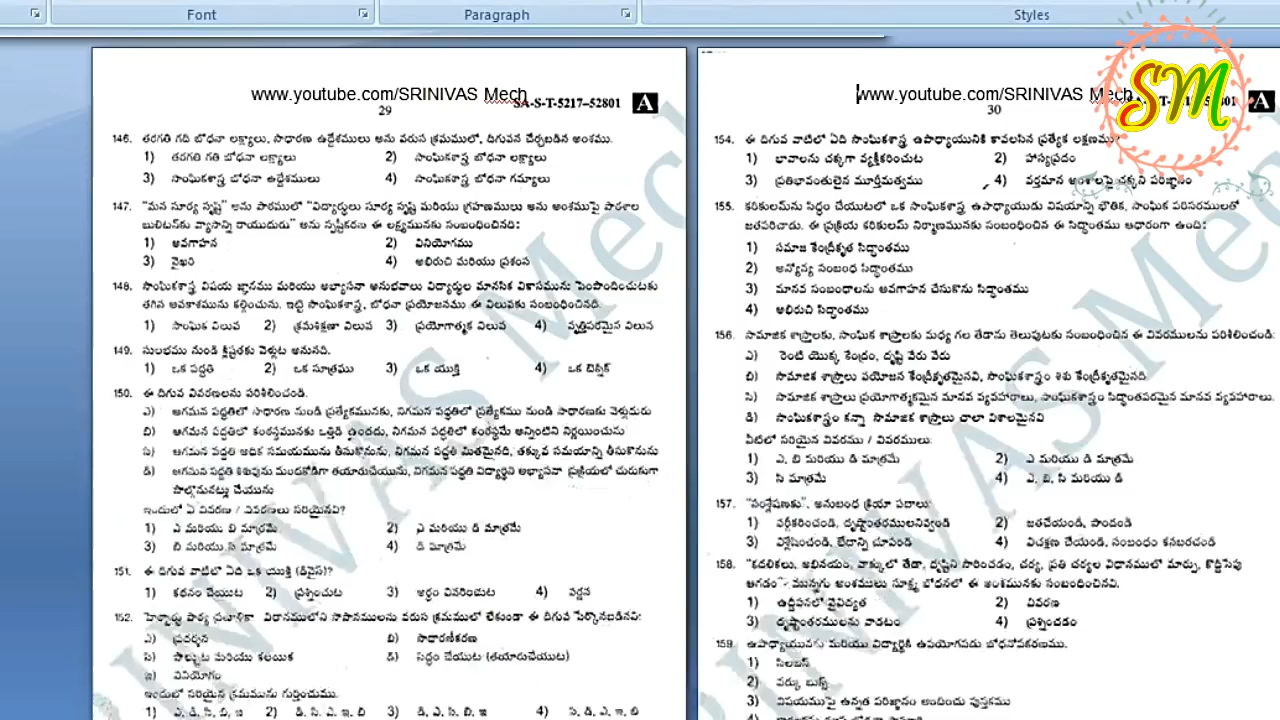 Font
Paragraph
Styles
www.youtube.com/SRINIVAS Mech
SA-S-T-5217–52801 A
29
146. తరగతి గది బోధనా లక్ష్యాలు, సాధారణ ఉద్దేశములు అను వరుస క్రమములో, దిగువన చేర్చబడిన అంశము.
1) తరగతి గతి బోధనా లక్ష్యాలు 2) సాంఘికశాస్త్ర బోధనా లక్ష్యాలు
3) సాంఘికశాస్త్ర బోధనా ఉద్దేశములు 4) సాంఘికశాస్త్ర బోధనా గమ్యాలు
147. "మన సూర్య సృష్టి" అను పాఠములో "విద్యార్థులు సూర్య సృష్టి మరియు గ్రహణములు అను అంశముపై పాఠశాల
బులిటన్‌కు వ్యాసాన్ని రాయుదురు" అను స్పష్టీకరణ ఈ లక్ష్యమునకు సంబంధించినది:
1) అవగాహన 2) వినియోగము
3) వైఖరి 4) అభిరుచి మరియు ప్రశంస
148. సాంఘికశాస్త్ర విషయ జ్ఞానము మరియు అభ్యాసనా అనుభవాలు విద్యార్థుల మానసిక వికాసమును పెంపొందించుటకు
తగిన అవకాశమును కల్గించును. ఇట్టి సాంఘికశాస్త్ర, బోధనా ప్రయోజనము ఈ విలువకు సంబంధించినది.
1) సాంఘిక విలువ 2) క్రమశిక్షణా విలువ 3) ప్రయోగాత్మక విలువ 4) వృత్తిపరమైన విలువ
149. సులభము నుండి క్లిష్టతకు వెళ్లుట అనునది.
1) ఒక పద్ధతి 2) ఒక సూత్రము 3) ఒక యుక్తి 4) ఒక టెక్నిక్
150. ఈ దిగువ వివరణలను పరిశీలించండి.
ఎ) ఆగమన పద్ధతిలో సాధారణ నుండి ప్రత్యేకమునకు, నిగమన పద్ధతిలో ప్రత్యేకము నుండి సాధారణకు వెళ్లుదురు
బి) ఆగమన పద్ధతిలో కంఠస్థమునకు ఒత్తిడి ఉండదు, నిగమన పద్ధతిలో కంఠస్థమే అన్నింటిని నిర్ణయించును
సి) ఆగమన పద్ధతి అధిక సమయమును తీసుకొనును, నిగమన పద్ధతి మితమైనది, తక్కువ సమయాన్ని తీసుకొనును
డి) ఆగమన పద్ధతి శిశువును మందకొడిగా తయారుచేయును, నిగమన పద్ధతి విద్యార్థిని అభ్యాసనా ప్రక్రియలో చురుకుగా
పాల్గొనునట్లు చేయును
ఇందులో ఏ వివరణ / వివరణలు సరియైనవి?
1) ఎ మరియు బి మాత్రమే 2) ఎ మరియు డి మాత్రమే
3) బి మరియు సి మాత్రమే 4) డి మాత్రమే
151. ఈ దిగువ వాటిలో ఏది ఒక యుక్తి (డివైస్)?
1) కథనం చేయుట 2) ప్రశ్నించుట 3) అర్థం వివరించుట 4) వర్ణన
152. హెర్బార్టు పాఠ్య ప్రణాళికా విధానములోని సోపానములను వరుస క్రమములో లేకుండా ఈ దిగువ పేర్కొనబడినవి:
ఎ) ప్రదర్శన బి) సాధారణీకరణ
సి) పోల్చుట మరియు కలయిక డి) సిద్ధం చేయుట (తయారుచేయుట)
ఇ) వినియోగం
ఇందులో సరియైన క్రమమును గుర్తించుము.
1) ఎ, డి, సి, బి, ఇ 2) డి, సి, ఎ, ఇ, బి 3) డి, ఎ, సి, బి, ఇ 4) సి, డి, ఎ, ఇ, బి
www.youtube.com/SRINIVAS Mech
A
30
SM
154. ఈ దిగువ వాటిలో ఏది సాంఘికశాస్త్ర ఉపాధ్యాయునికి కావలసిన ప్రత్యేక లక్షణము?
1) భావాలను చక్కగా వ్యక్తీకరించుట 2) హాస్యప్రదం
3) ప్రతిభావంతులైన మూర్తిమత్వము 4) వర్తమాన అంశాలపై చక్కని పరిజ్ఞానం
155. కరికులమ్‌ను సిద్ధం చేయుటలో ఒక సాంఘికశాస్త్ర ఉపాధ్యాయుడు విషయాన్ని భౌతిక, సాంఘిక పరిసరములతో
జతపరిచాడు. ఈ ప్రక్రియ కరికులమ్ నిర్మాణమునకు సంబంధించిన ఈ సిద్ధాంతము ఆధారంగా ఉంది:
1) సమాజ కేంద్రీకృత సిద్ధాంతము
2) అన్యోన్య సంబంధ సిద్ధాంతము
3) మానవ సంబంధాలను అవగాహన చేసుకొను సిద్ధాంతము
4) అభిరుచి సిద్ధాంతము
156. సామాజిక శాస్త్రాలకు, సాంఘిక శాస్త్రాలకు మధ్య గల తేడాను తెలుపుటకు సంబంధించిన ఈ వివరములను పరిశీలించండి:
ఎ) రెంటి యొక్క కేంద్రం, దృష్టి వేరు వేరు
బి) సామాజిక శాస్త్రాలు పయోజన కేంద్రీకృతమైనవి, సాంఘికశాస్త్రం శిశు కేంద్రీకృతమైనది
సి) సామాజిక శాస్త్రాలు ప్రయోగాత్మకమైన మానవ వ్యవహారాలు, సాంఘికశాస్త్రం సిద్ధాంతపరమైన మానవ వ్యవహారాలు.
డి) సాంఘికశాస్త్రం కన్నా సామాజిక శాస్త్రాలు చాలా విశాలమైనవి
వీటిలో సరియైన వివరము / వివరములు:
1) ఎ, బి మరియు డి మాత్రమే 2) ఎ మరియు డి మాత్రమే
3) సి మాత్రమే 4) ఎ, బి, సి మరియు డి
157. "సంశ్లేషణకు", అనుబంధ క్రియా పదాలు:
1) వర్గీకరించండి, దృష్టాంతరములనివ్వండి 2) జతచేయండి, పొందండి
3) విశ్లేషించండి, భేదాన్ని చూపండి 4) విచక్షణ చేయండి, సంబంధం కనబరచండి
158. "కదలికలు, అభినయం, వాక్కులో తేడా, దృష్టిని సారించడం, చర్య, ప్రతి చర్యల విధానములో మార్పు, కొద్దిసేపు
ఆగడం" మున్నగు అంశములు సూక్ష్మ బోధనలో ఈ అంశమునకు సంబంధించినవి.
1) ఉద్దీపనలో వైవిధ్యత 2) వివరణ
3) దృష్టాంతరములను వాడటం 4) ప్రశ్నించడం
159. ఉపాధ్యాయునకు మరియు విద్యార్థికి ఉపయోగపడు బోధనోపకరణము.
1) సిలబస్
2) వర్కు బుక్స్
3) విషయముపై ఉన్నత పరిజ్ఞానం అందించు పుస్తకము